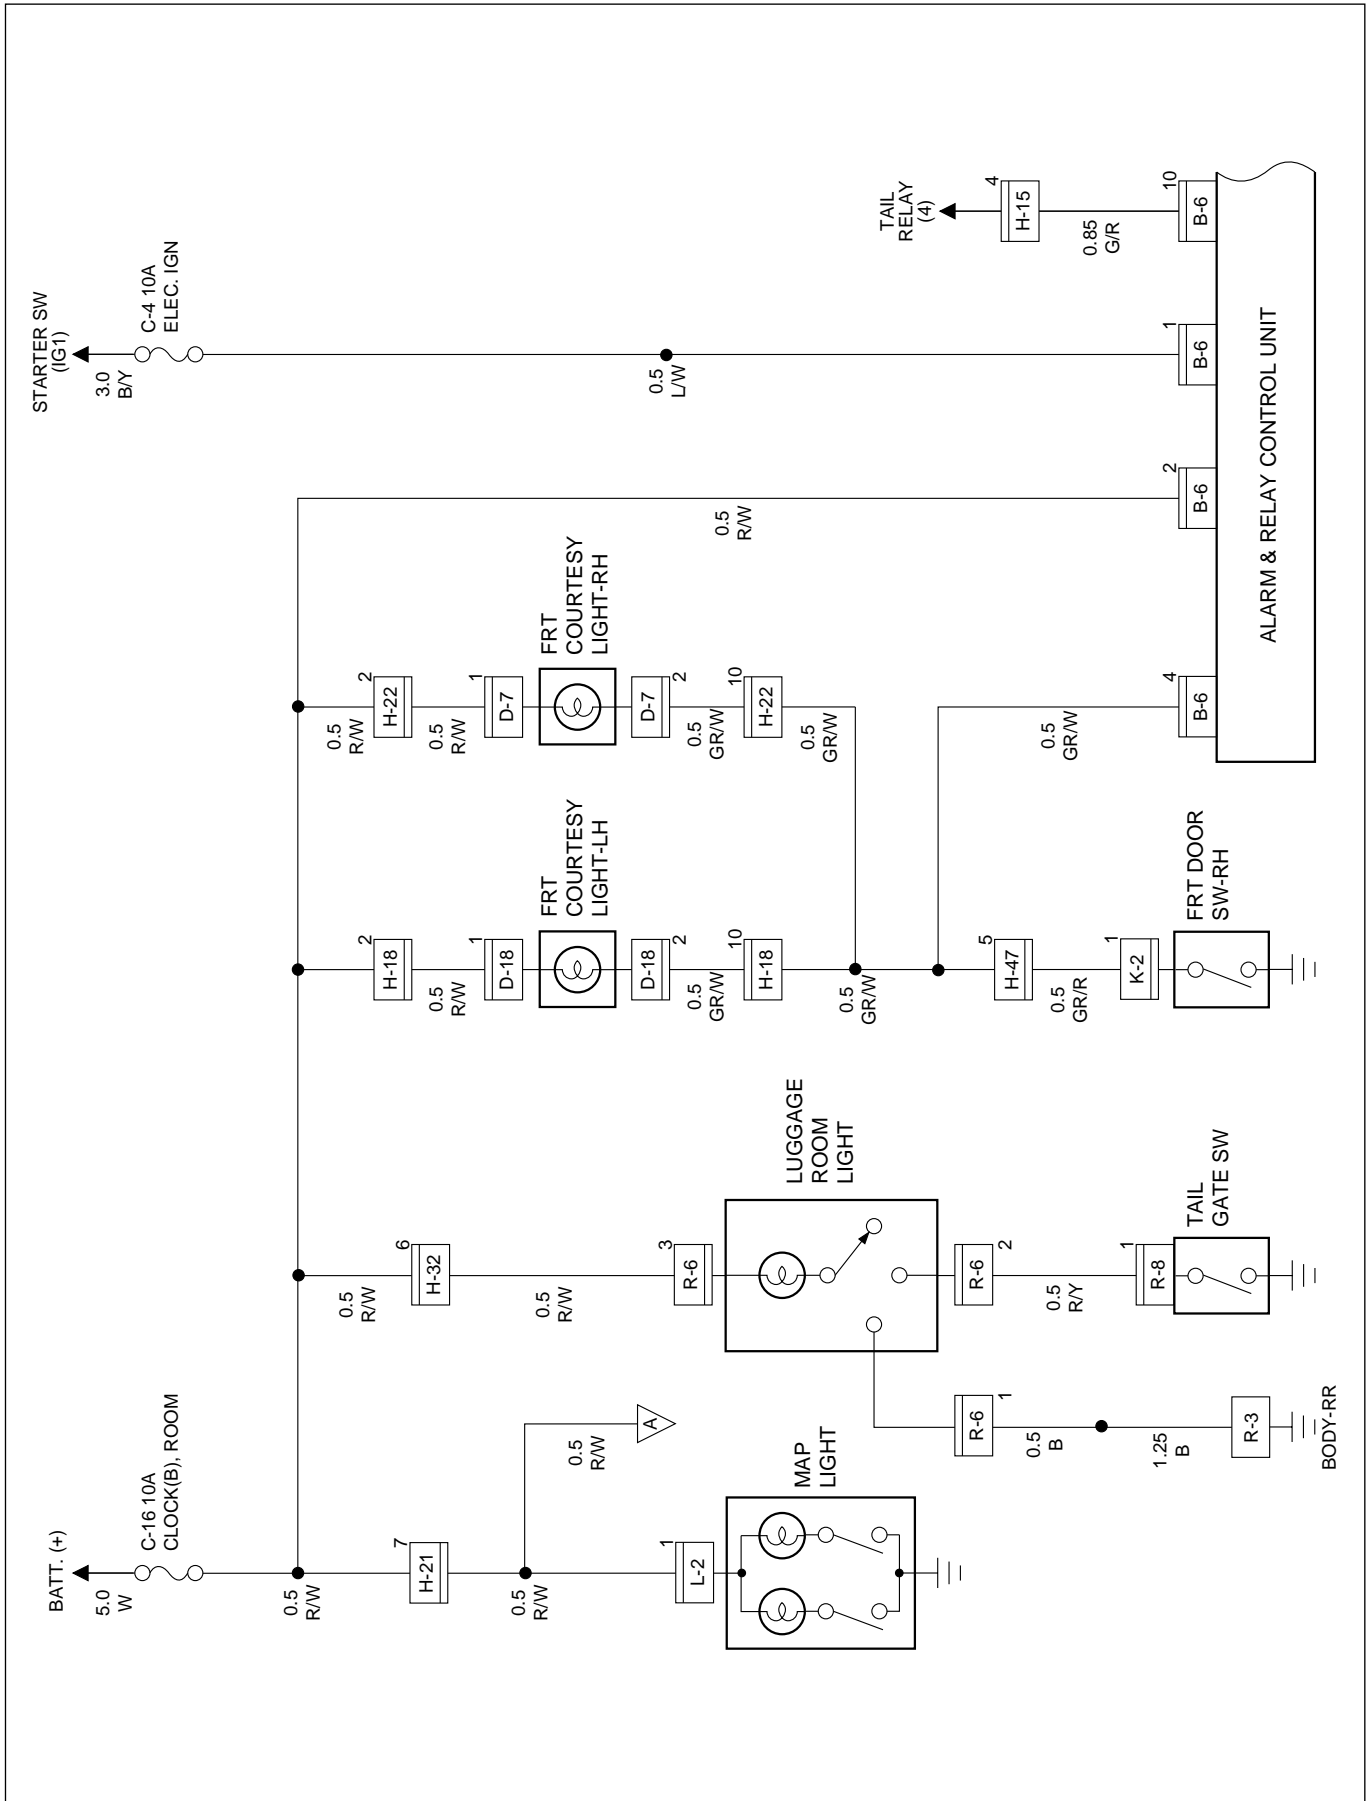 BATT. (+)
5.0
W
C-16 10A
CLOCK(B), ROOM
0.5
R/W
7
H-21
0.5
R/W
0.5
R/W
A
1
L-2
MAP
LIGHT
0.5
R/W
6
H-32
0.5
R/W
3
R-6
LUGGAGE
ROOM
LIGHT
R-6
1
0.5
B
1.25
B
R-3
BODY-RR
R-6
2
0.5
R/Y
1
R-8
TAIL
GATE SW
2
H-18
0.5
R/W
1
D-18
FRT
COURTESY
LIGHT-LH
D-18
2
0.5
GR/W
10
H-18
0.5
GR/W
5
H-47
0.5
GR/R
1
K-2
FRT DOOR
SW-RH
0.5
R/W
2
H-22
0.5
R/W
1
D-7
FRT
COURTESY
LIGHT-RH
D-7
2
0.5
GR/W
10
H-22
0.5
GR/W
0.5
GR/W
4
B-6
0.5
R/W
2
B-6
STARTER SW
(IG1)
3.0
B/Y
C-4 10A
ELEC. IGN
0.5
L/W
1
B-6
TAIL
RELAY
(4)
4
H-15
0.85
G/R
10
B-6
ALARM & RELAY CONTROL UNIT